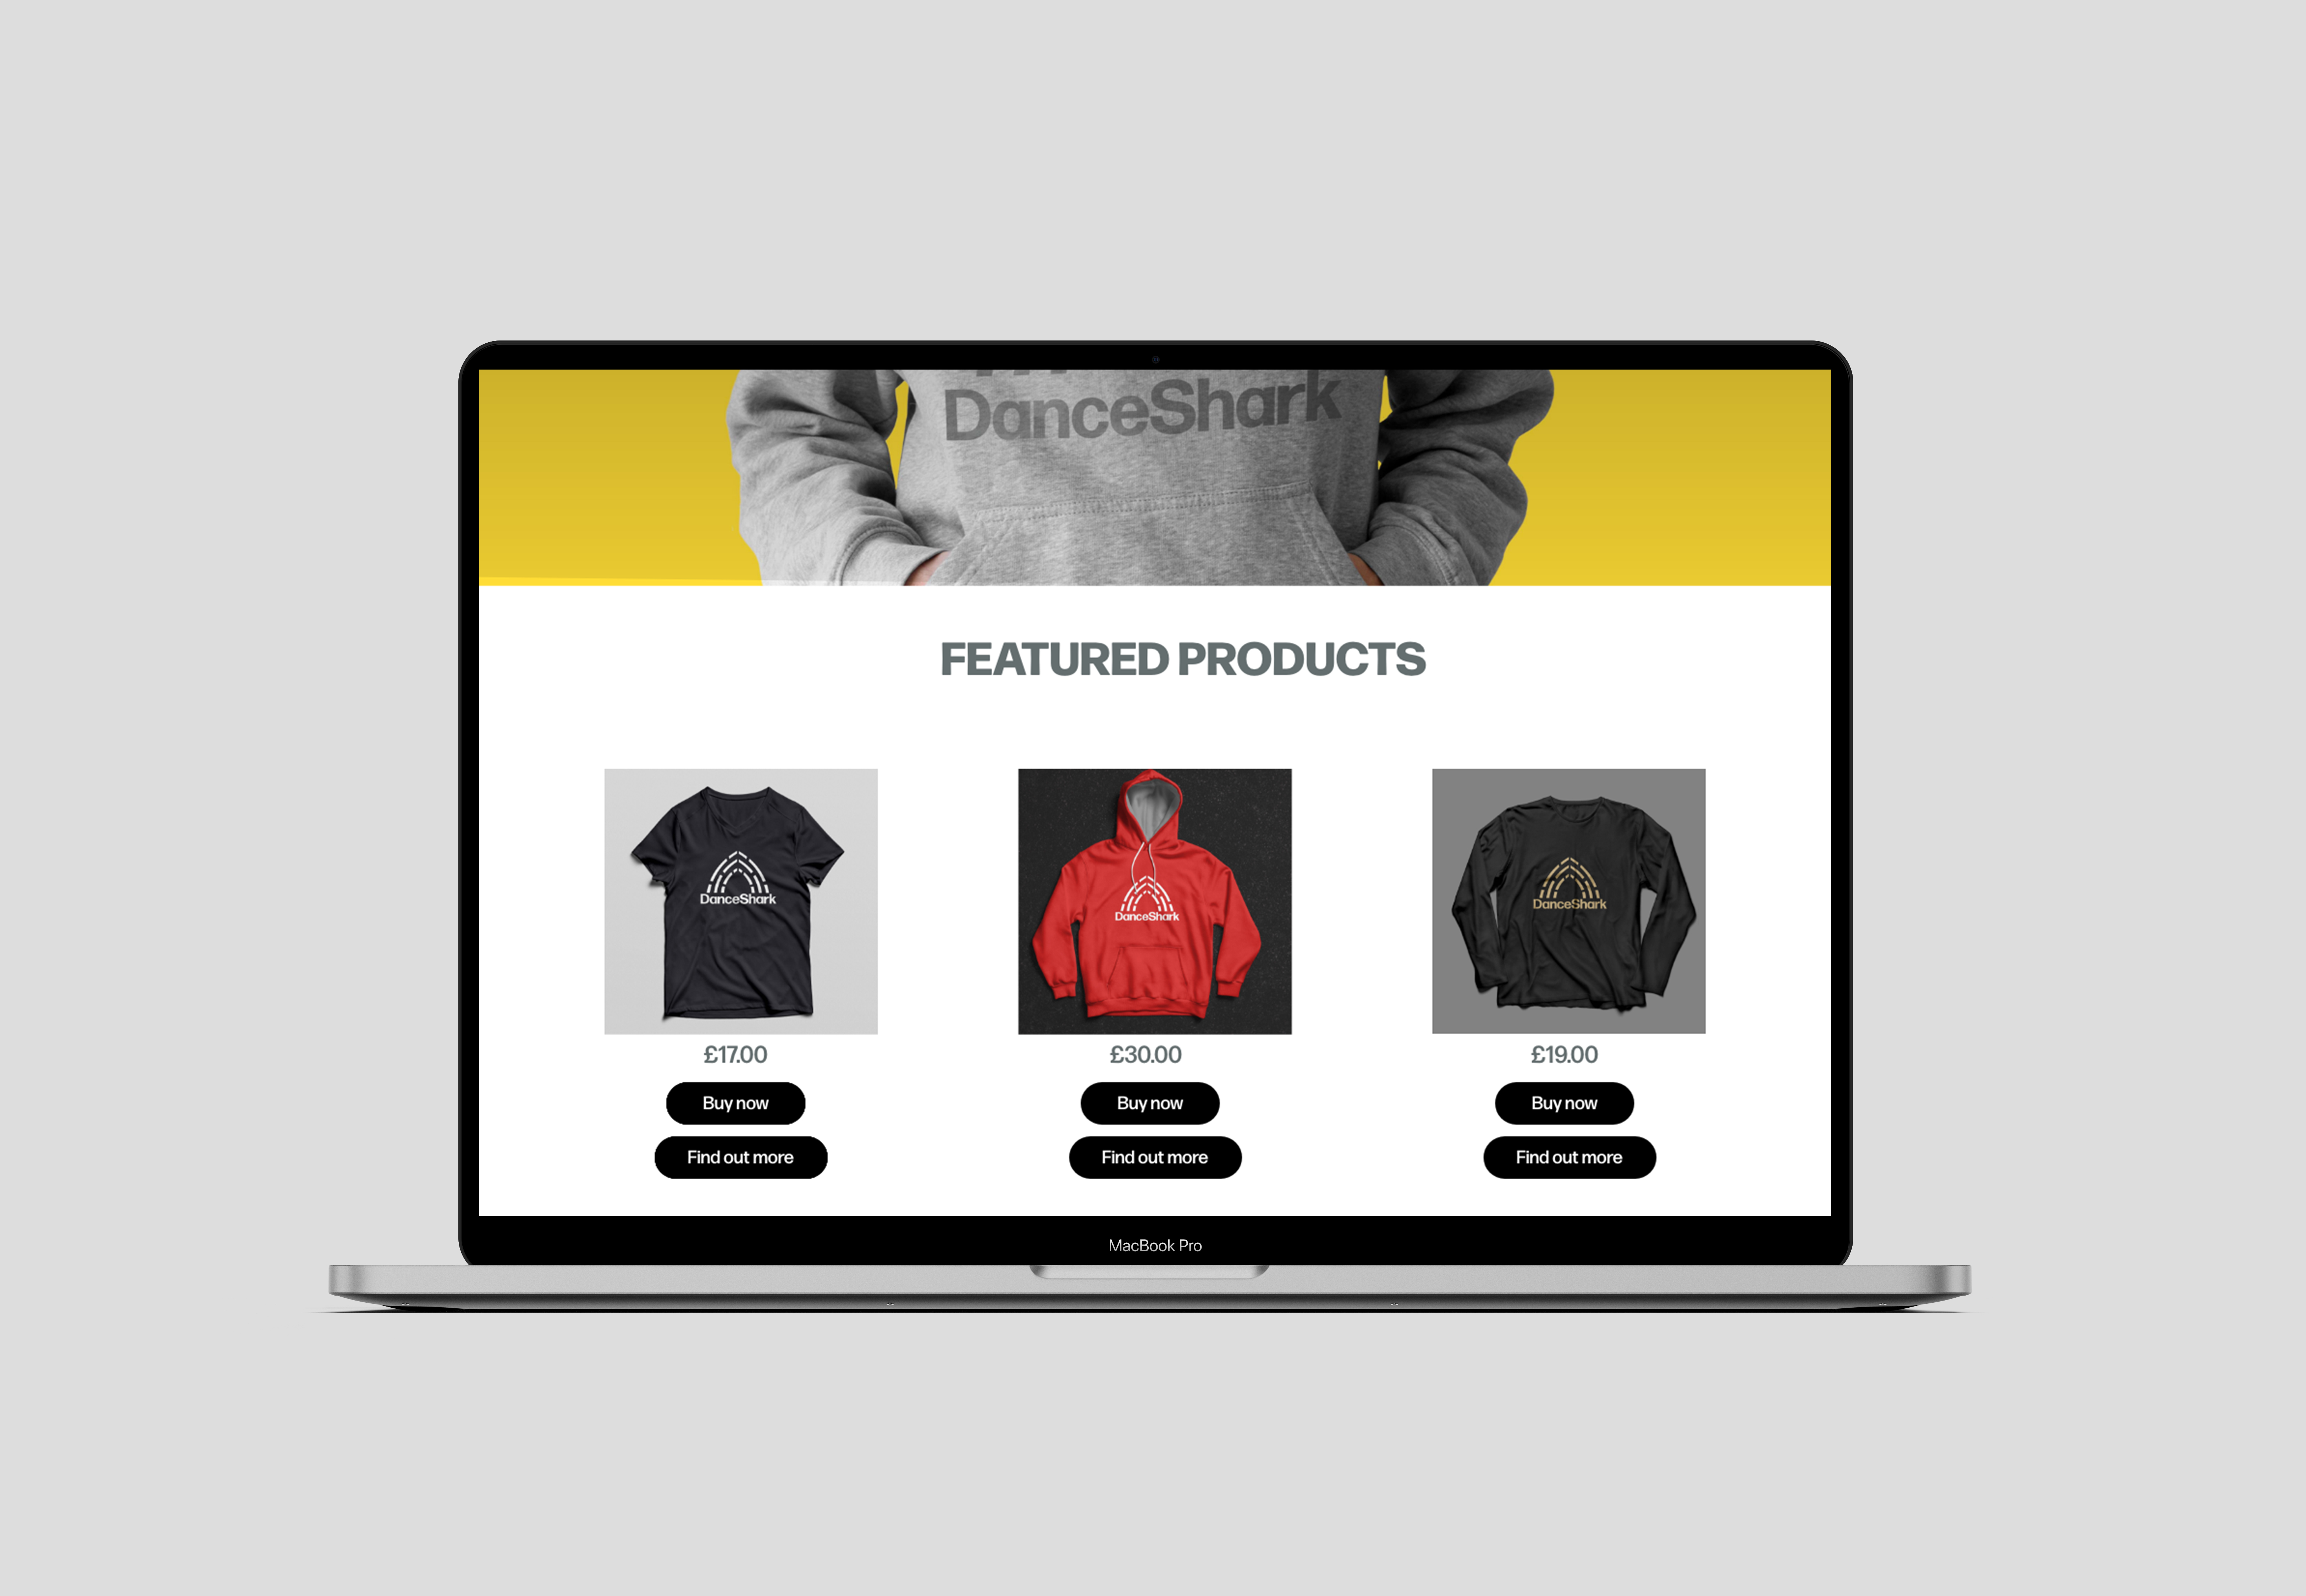 DanceShark
FEATURED PRODUCTS
DanceShark
DanceShark
DanceShark
£17.00
£30.00
£19.00
Buy now
Buy now
Buy now
Find out more
Find out more
Find out more
MacBook Pro